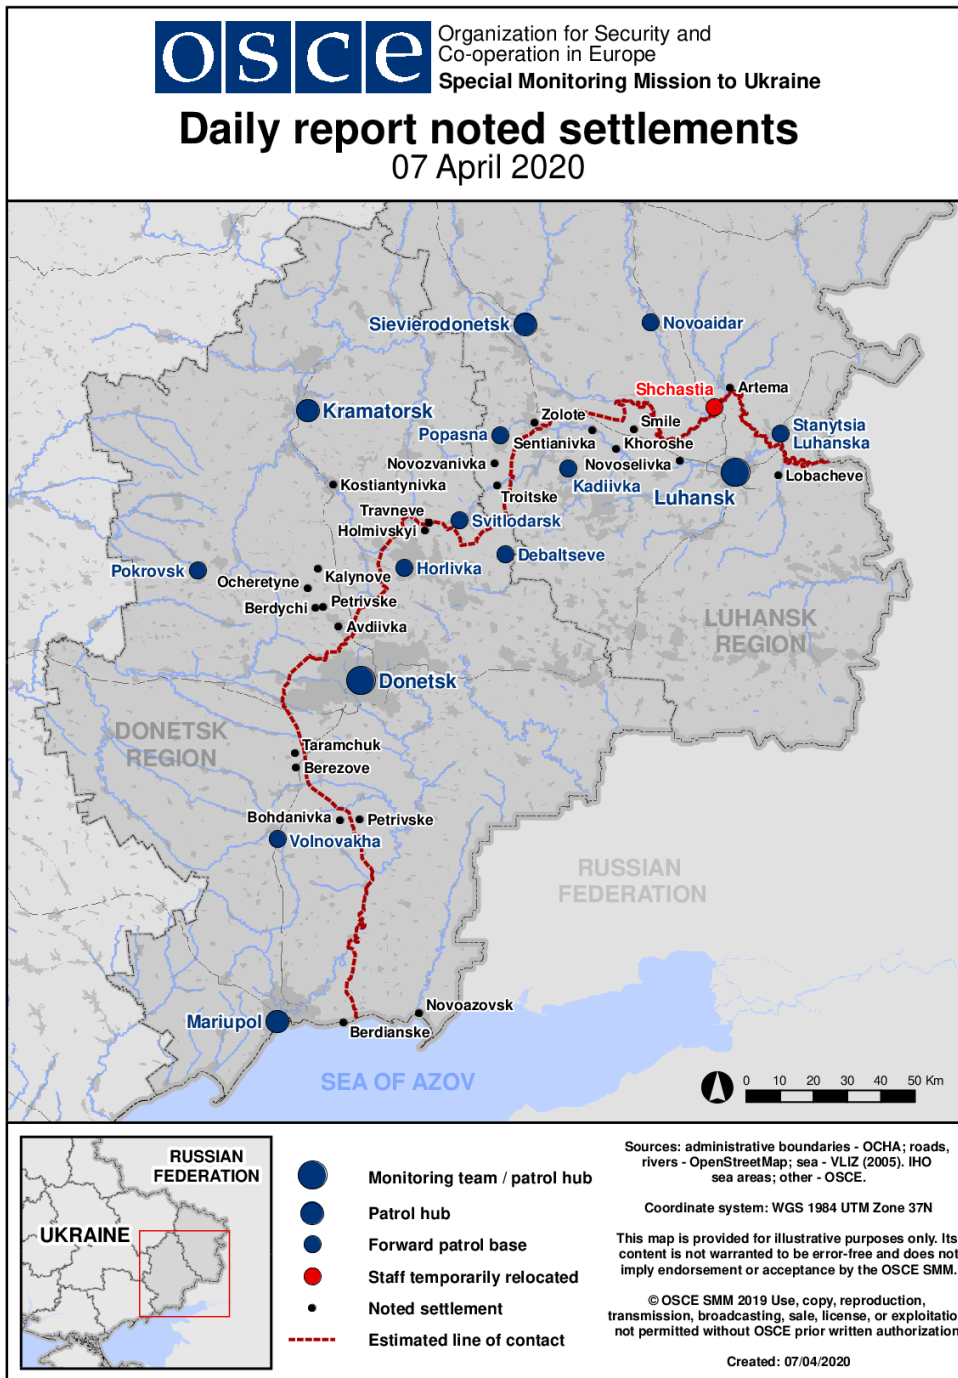 osce
Organization for Security and
Co-operation in Europe
Special Monitoring Mission to Ukraine
Daily report noted settlements
07 April 2020
Sievierodonetsk
Novoaidar
Shchastia
Artema
Kramatorsk
Zolote
Smile
Stanytsia
Luhanska
Popasna
Sentianivka
Khoroshe
Novozvanivka
Novoselivka
Kadiivka
Lobacheve
Kostiantynivka
Troitske
Luhansk
Travneve
Holmivskyi
Svitlodarsk
Debaltseve
Pokrovsk
Horlivka
Kalynove
Ocheretyne
Petrivske
Berdychi
Avdiivka
LUHANSK
REGION
Donetsk
DONETSK
REGION
Taramchuk
Berezove
Bohdanivka
Petrivske
Volnovakha
RUSSIAN
FEDERATION
Novoazovsk
Mariupol
Berdianske
SEA OF AZOV
0 10 20 30 40 50 Km
RUSSIAN
FEDERATION
UKRAINE
Monitoring team / patrol hub
Patrol hub
Forward patrol base
Staff temporarily relocated
Noted settlement
Estimated line of contact
Sources: administrative boundaries - OCHA; roads,
rivers - OpenStreetMap; sea - VLIZ (2005). IHO
sea areas; other - OSCE.
Coordinate system: WGS 1984 UTM Zone 37N
This map is provided for illustrative purposes only. Its
content is not warranted to be error-free and does not
imply endorsement or acceptance by the OSCE SMM.
© OSCE SMM 2019 Use, copy, reproduction,
transmission, broadcasting, sale, license, or exploitatio
not permitted without OSCE prior written authorization
Created: 07/04/2020